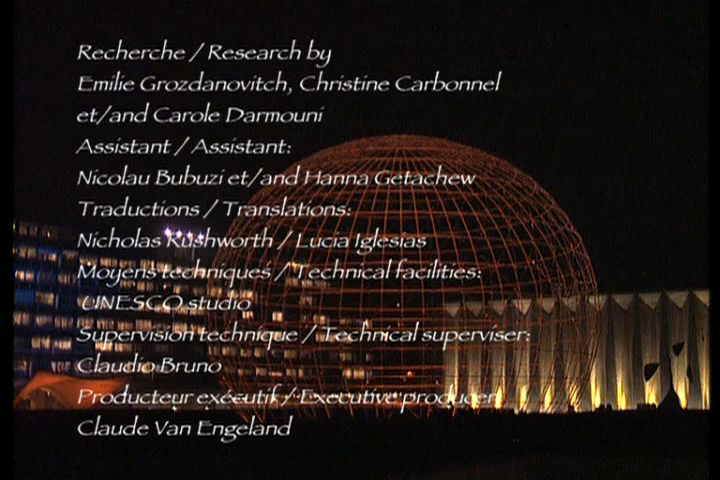 Recherche / Research by
Emilie Grozdanovitch, Christine Carbonnel
et/and Carole Darmouni
Assistant / Assistant:
Nicolau Bubuzi et/and Hanna Getachew
Traductions / Translations:
Nicholas Rushworth / Lucia Iglesias
Moyens techniques / Technical facilities:
UNESCO studio
Supervision technique / Technical superviser:
Claudio Bruno
Producteur exécutif / Executive producer:
Claude Van Engeland